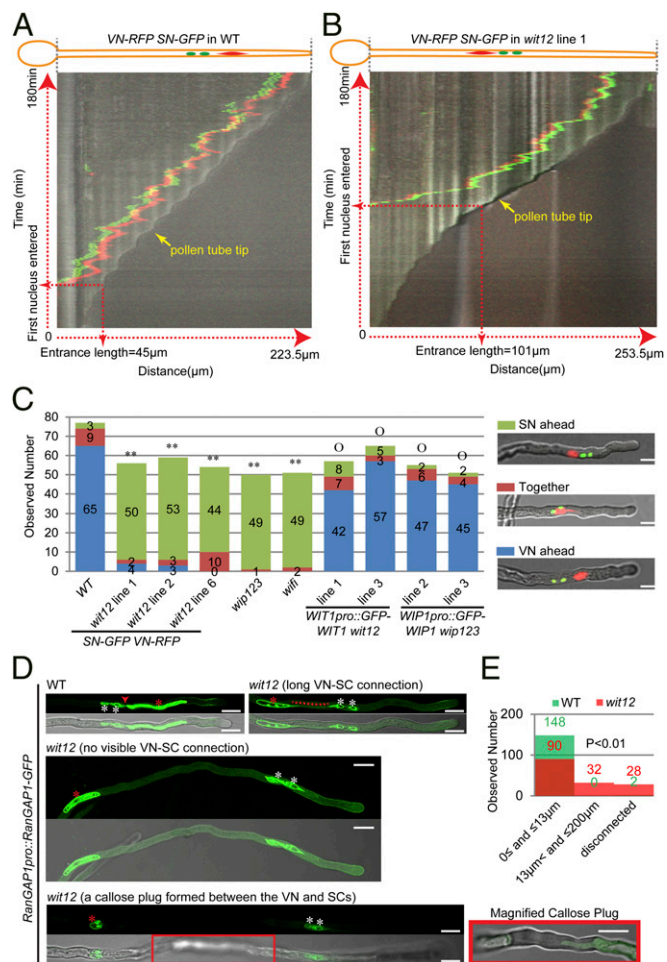 A
VN-RFP SN-GFP in WT
180min
Time (min)
First nucleus entered
0
pollen tube tip
Entrance length=45μm
223.5μm
Distance(μm)
B
VN-RFP SN-GFP in wit12 line 1
180min
Time (min)
First nucleus entered
0
pollen tube tip
Entrance length=101μm
253.5μm
Distance(μm)
C
Observed Number
80
70
60
50
40
30
20
10
0
3
9
65
**
50
2
4
**
53
3
3
**
44
10
0
**
49
1
**
49
2
O
8
7
42
O
5
3
57
O
2
6
47
O
2
4
45
WT
wit12 line 1
wit12 line 2
wit12 line 6
wip123
wifi
line 1
line 3
line 2
line 3
SN-GFP VN-RFP
WIT1pro::GFP-
WIT1 wit12
WIP1pro::GFP-
WIP1 wip123
SN ahead
Together
VN ahead
D
RanGAP1pro::RanGAP1-GFP
WT
*
**
wit12 (long VN-SC connection)
*
**
wit12 (no visible VN-SC connection)
*
**
wit12 (a callose plug formed between the VN and SCs)
*
**
Magnified Callose Plug
E
WT
wit12
Observed Number
200
100
0
148
90
P<0.01
32
0
28
2
0≤ and ≤13μm
13μm< and ≤200μm
disconnected